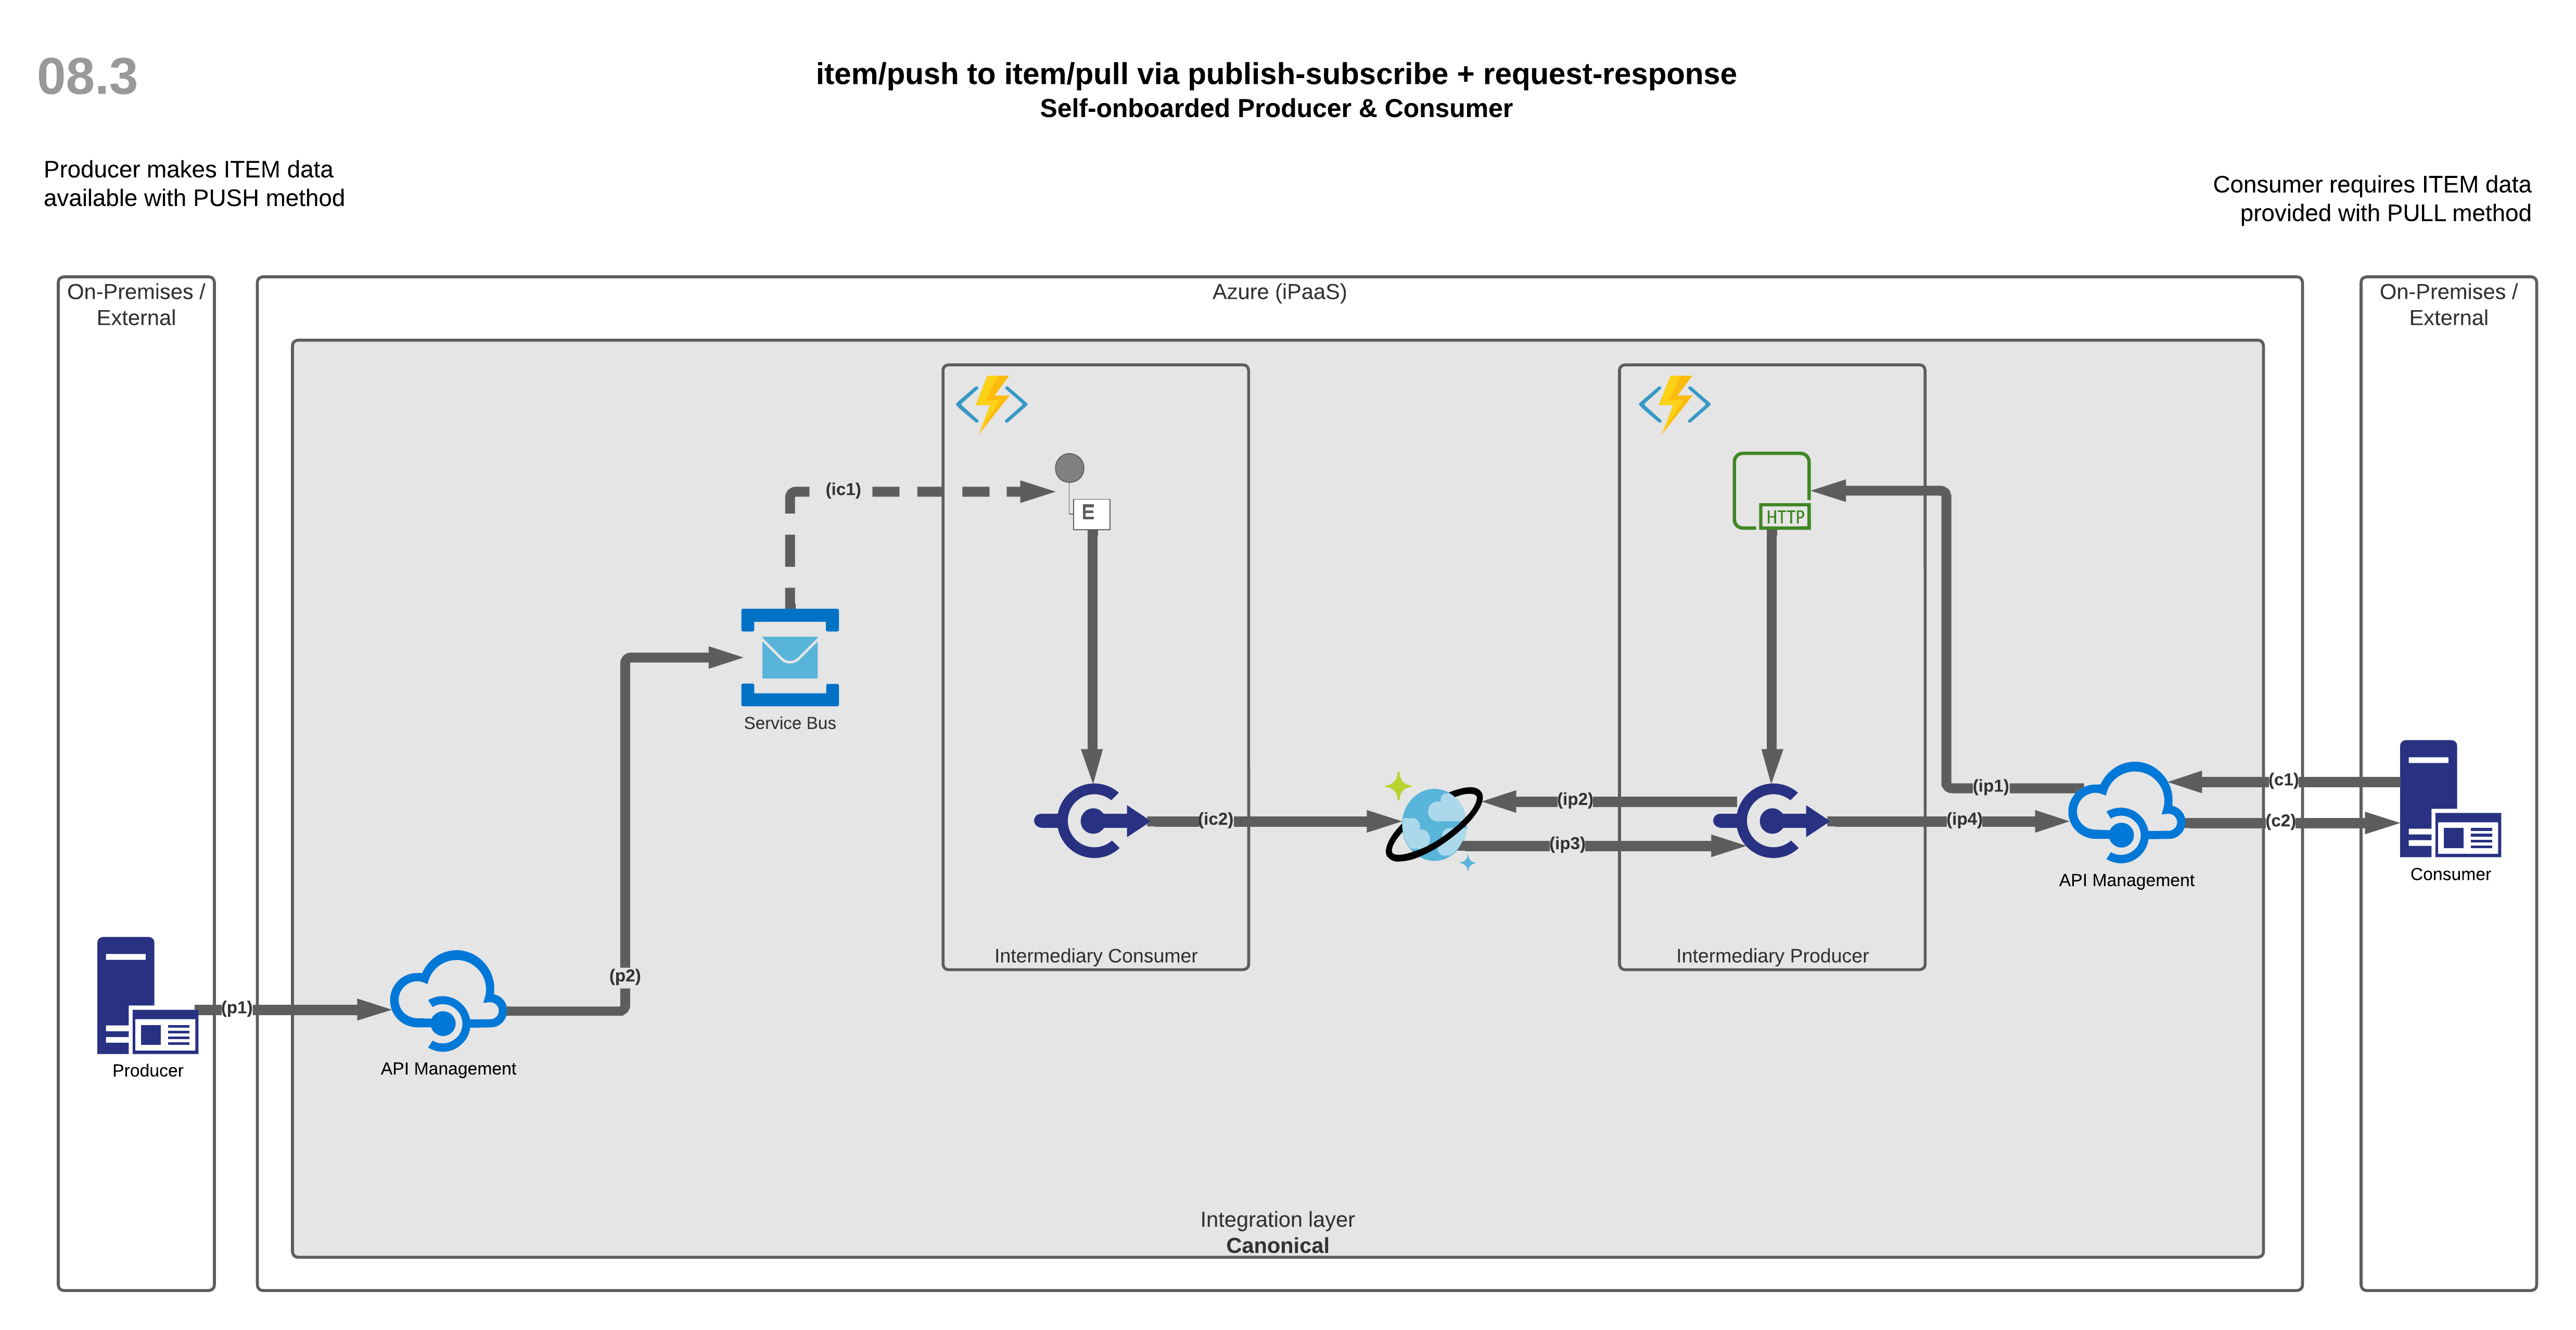 08.3
item/push to item/pull via publish-subscribe + request-response
Self-onboarded Producer & Consumer
Producer makes ITEM data
available with PUSH method
Consumer requires ITEM data
provided with PULL method
On-Premises /
External
Azure (iPaaS)
On-Premises /
External
(ic1)
E
HTTP
Service Bus
(c1)
(ip1)
(ip2)
(ic2)
(ip4)
(c2)
(ip3)
API Management
Consumer
Intermediary Consumer
Intermediary Producer
(p2)
(p1)
Producer
API Management
Integration layer
Canonical